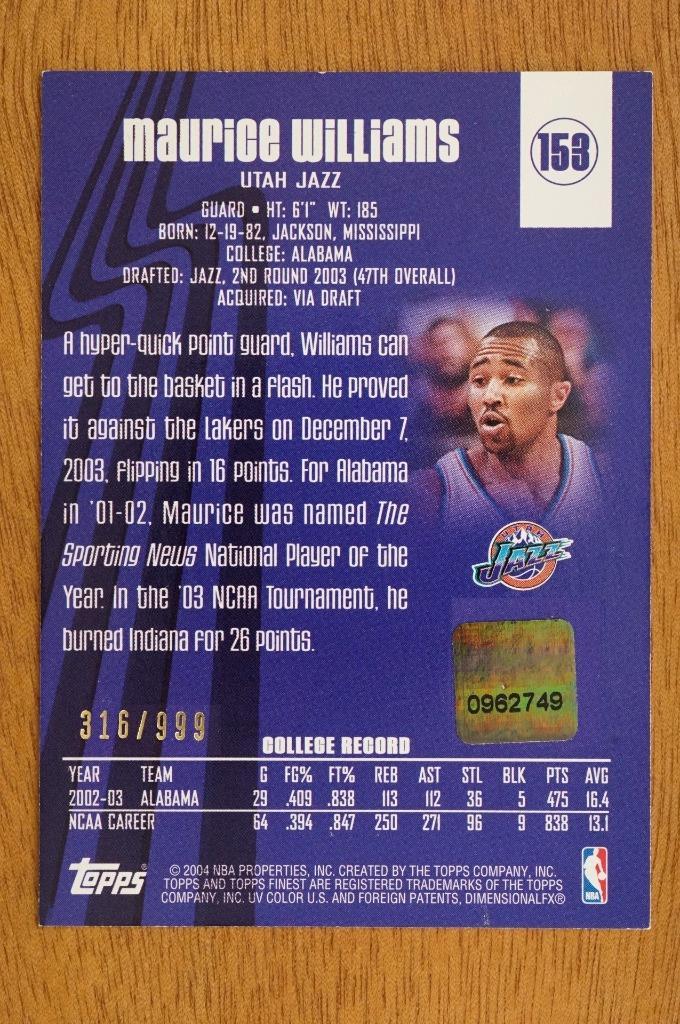 MAURICE WILLIAMS
153
UTAH JAZZ
GUARD • HT: 6'1" WT: 185
BORN: 12-19-82, JACKSON, MISSISSIPPI
COLLEGE: ALABAMA
DRAFTED: JAZZ, 2ND ROUND 2003 (47TH OVERALL)
ACQUIRED: VIA DRAFT
A hyper-quick point guard, Williams can
get to the basket in a flash. He proved
it against the Lakers on December 7,
2003, flipping in 16 points. For Alabama
in '01-02, Maurice was named The
Sporting News National Player of the
Year. In the '03 NCAA Tournament, he
burned Indiana for 26 points.
UTAH
JAZZ
0962749
316/999
COLLEGE RECORD
YEAR TEAM G FG% FT% REB AST STL BLK PTS AVG
2002-03 ALABAMA 29 .409 .838 113 112 36 5 475 16.4
NCAA CAREER 64 .394 .847 250 271 96 9 838 13.1
Topps®
© 2004 NBA PROPERTIES, INC. CREATED BY THE TOPPS COMPANY, INC.
TOPPS AND TOPPS FINEST ARE REGISTERED TRADEMARKS OF THE TOPPS
COMPANY, INC. UV COLOR U.S. AND FOREIGN PATENTS, DIMENSIONALFX®
NBA